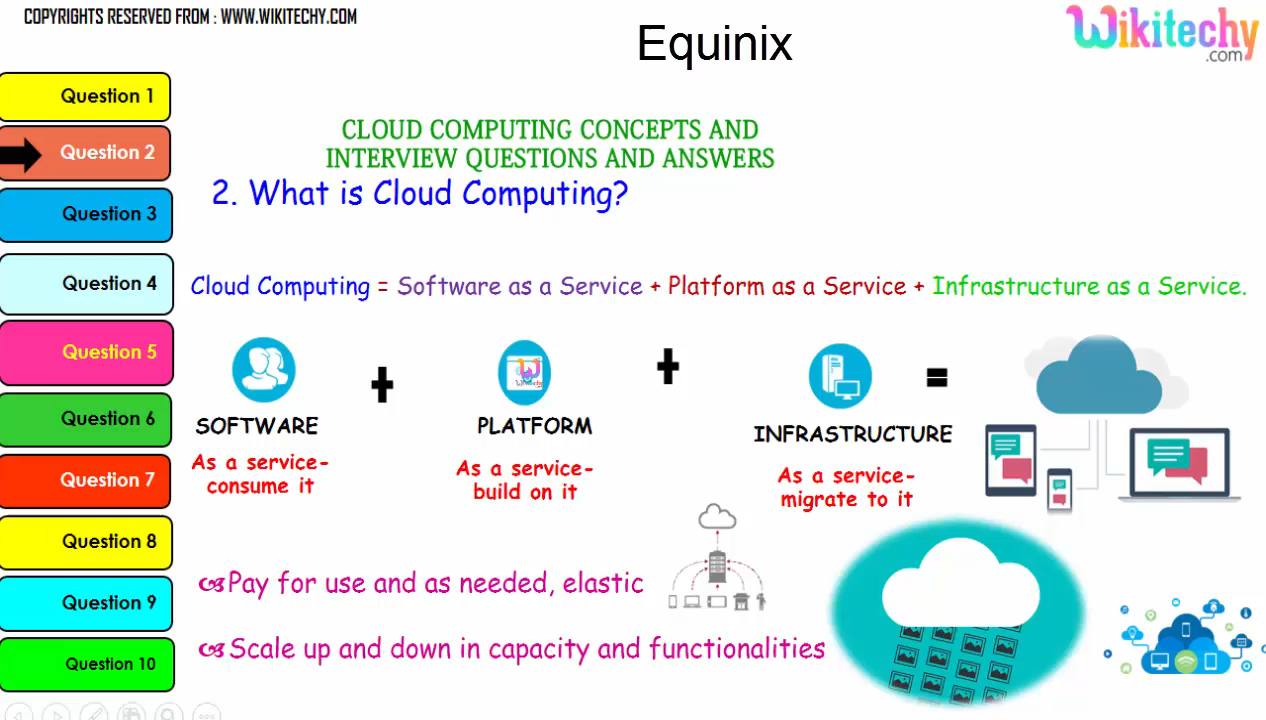 COPYRIGHTS RESERVED FROM : WWW.WIKITECHY.COM
Equinix
Wikitechy
.com
Question 1
Question 2
Question 3
Question 4
Question 5
Question 6
Question 7
Question 8
Question 9
Question 10
CLOUD COMPUTING CONCEPTS AND
INTERVIEW QUESTIONS AND ANSWERS
2. What is Cloud Computing?
Cloud Computing = Software as a Service + Platform as a Service + Infrastructure as a Service.
+ + =
SOFTWARE
As a service-
consume it
W
Wikitechy
PLATFORM
As a service-
build on it
INFRASTRUCTURE
As a service-
migrate to it
Pay for use and as needed, elastic
Scale up and down in capacity and functionalities